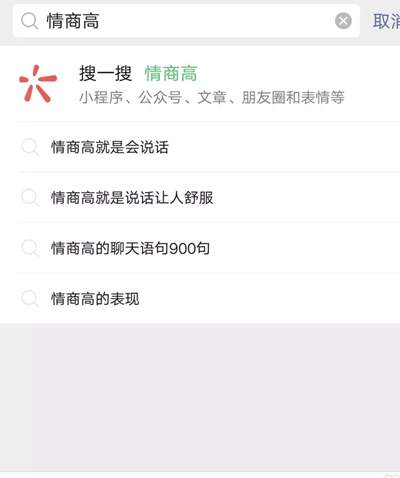 情商高
取消
搜一搜 情商高
小程序、公众号、文章、朋友圈和表情等
情商高就是会说话
情商高就是说话让人舒服
情商高的聊天语句900句
情商高的表现